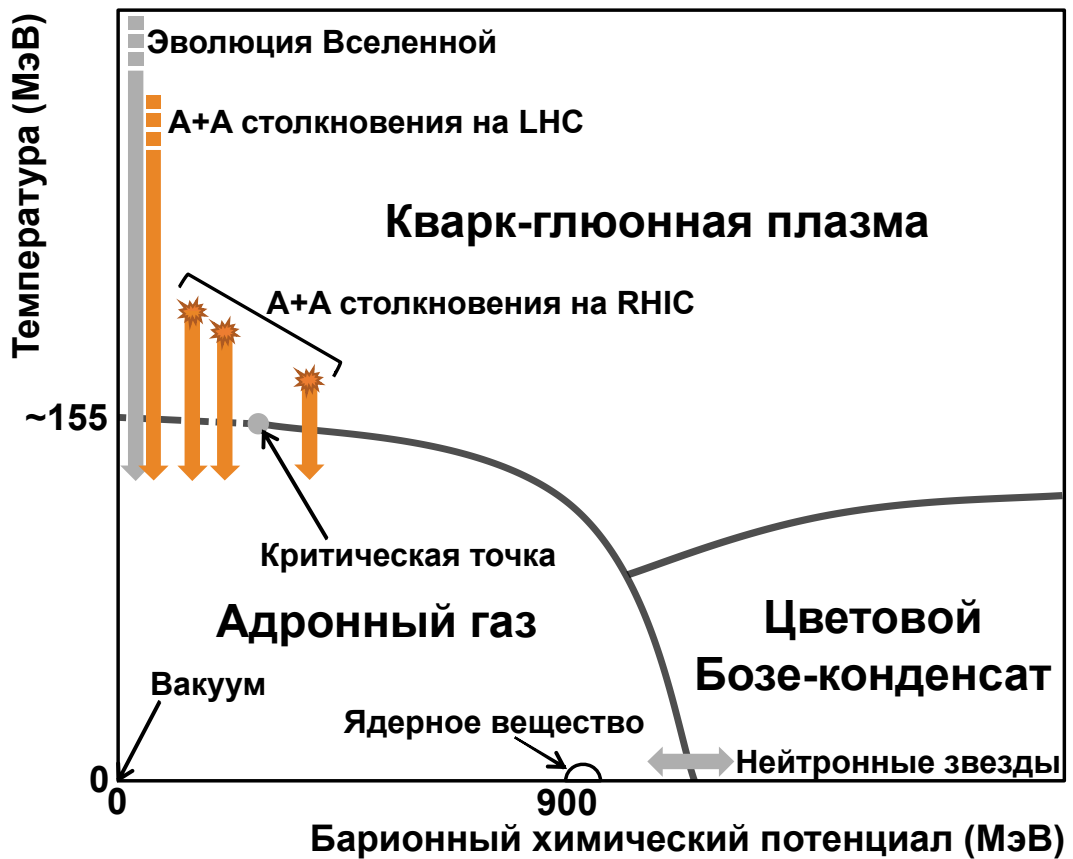 Температура (МэВ)
Эволюция Вселенной
А+А столкновения на LHC
Кварк-глюонная плазма
А+А столкновения на RHIC
~155
Критическая точка
Адронный газ
Цветовой
Бозе-конденсат
Вакуум
Ядерное вещество
Нейтронные звезды
0
0
900
Барионный химический потенциал (МэВ)